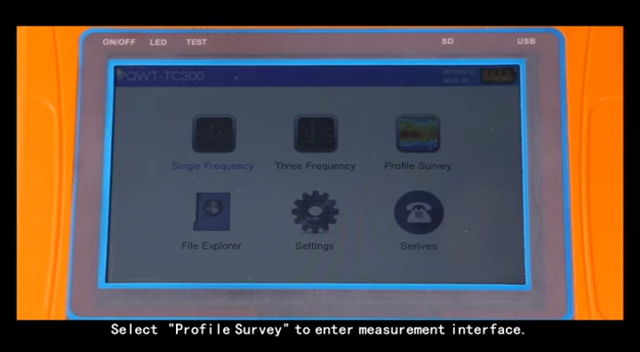 ON/OFF LED TEST SD USB
PQWT-TC300
Single Frequency Three Frequency Profile Survey
File Explorer Settings Serives
Select "Profile Survey" to enter measurement interface.